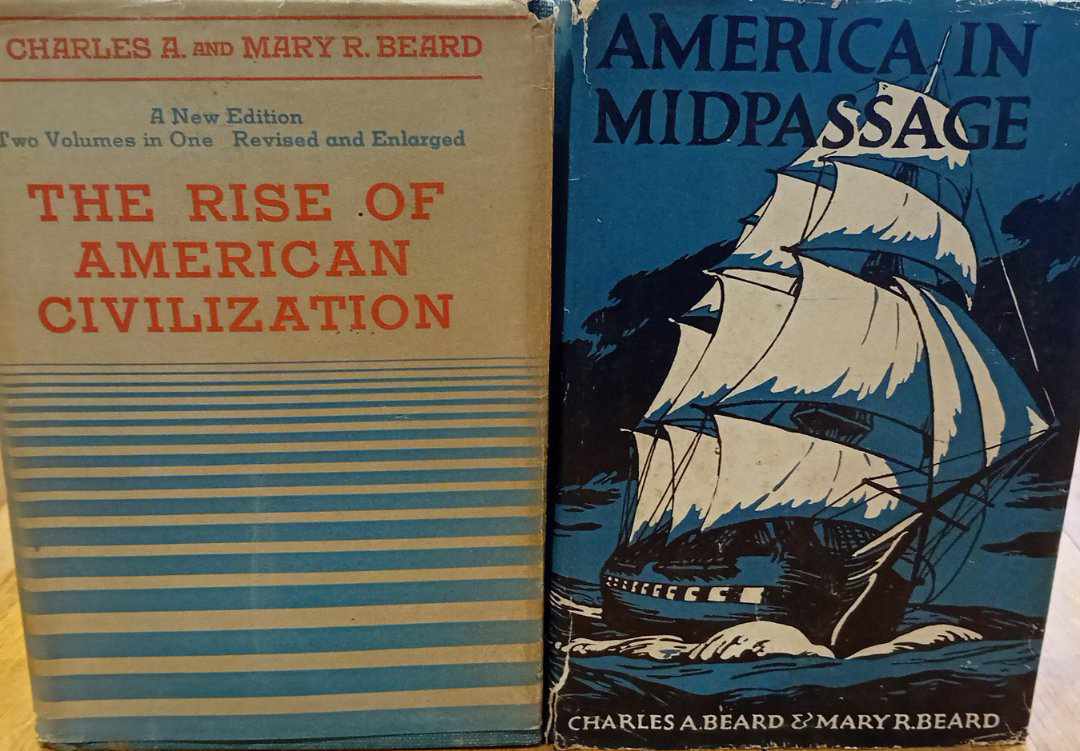 CHARLES A. AND MARY R. BEARD
A New Edition
Two Volumes in One Revised and Enlarged
THE RISE OF
AMERICAN
CIVILIZATION
AMERICA IN
MIDPASSAGE
CHARLES A. BEARD & MARY R. BEARD